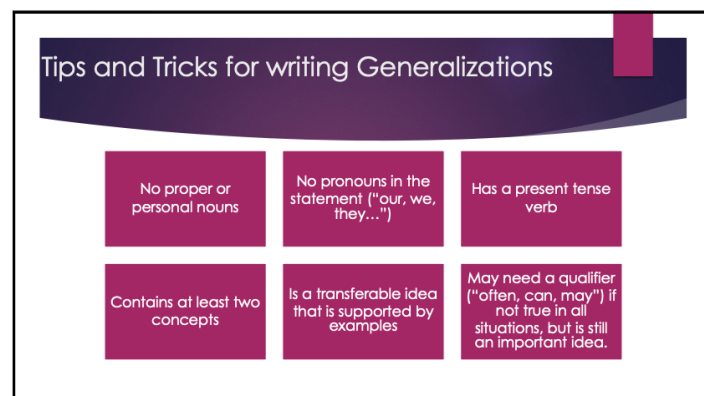 Tips and Tricks for writing Generalizations
No proper or
personal nouns
No pronouns in the
statement (“our, we,
they…”)
Has a present tense
verb
Contains at least two
concepts
Is a transferable idea
that is supported by
examples
May need a qualifier
(“often, can, may”) if
not true in all
situations, but is still
an important idea.